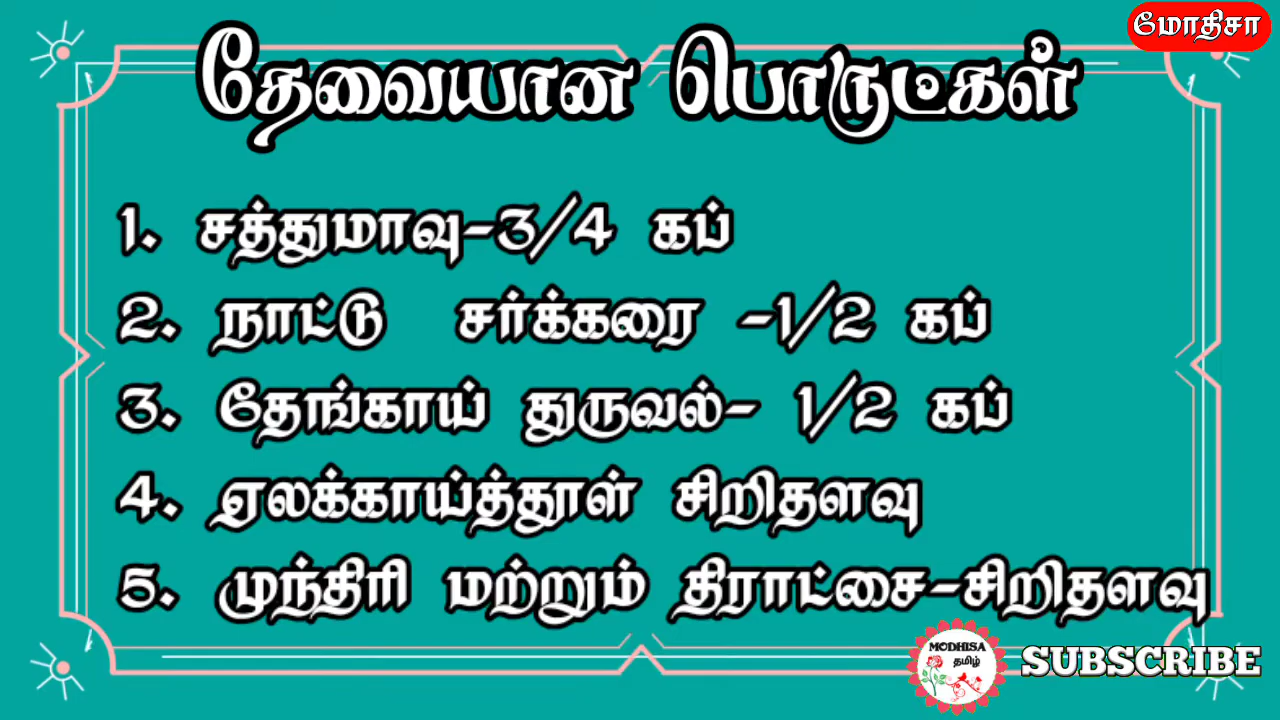 மோதிசா
தேவையான பொருட்கள்
1. சத்துமாவு-3/4 கப்
2. நாட்டு சர்க்கரை -1/2 கப்
3. தேங்காய் துருவல்- 1/2 கப்
4. ஏலக்காய்த்தூள் சிறிதளவு
5. முந்திரி மற்றும் திராட்சை-சிறிதளவு
MODHISA
தமிழ்
SUBSCRIBE